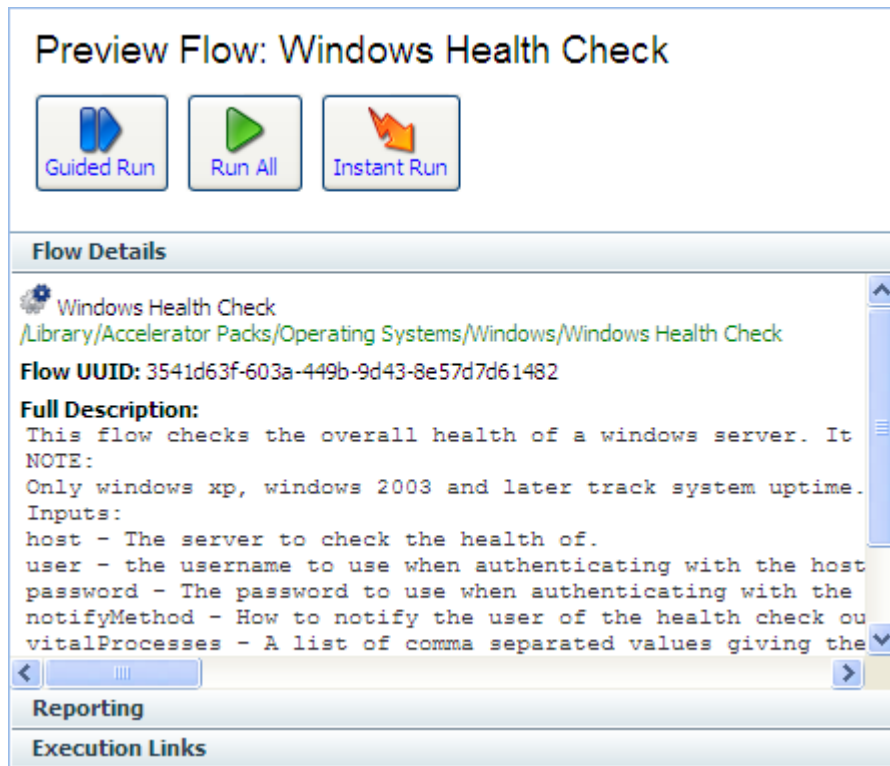 Preview Flow: Windows Health Check
Guided Run
Run All
Instant Run
Flow Details
Windows Health Check
/Library/Accelerator Packs/Operating Systems/Windows/Windows Health Check
Flow UUID: 3541d63f-603a-449b-9d43-8e57d7d61482
Full Description:
This flow checks the overall health of a windows server. It
NOTE:
Only windows xp, windows 2003 and later track system uptime.
Inputs:
host - The server to check the health of.
user - the username to use when authenticating with the host
password - The password to use when authenticating with the
notifyMethod - How to notify the user of the health check ou
vitalProcesses - A list of comma separated values giving the
Reporting
Execution Links